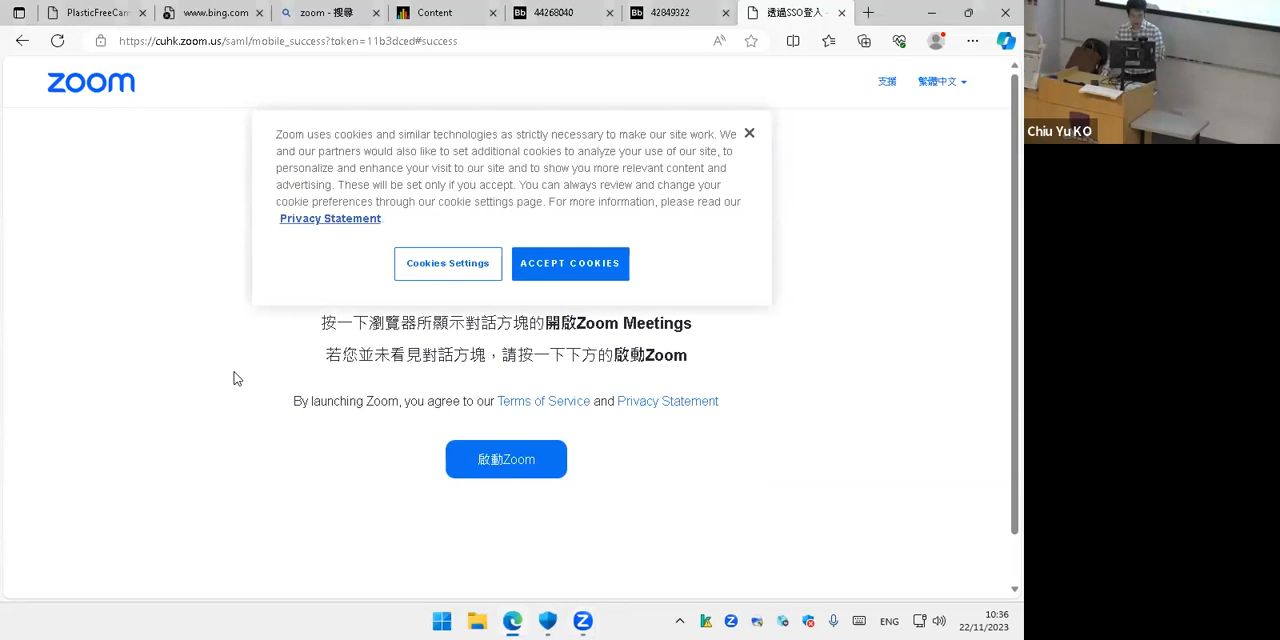 PlasticFreeCam
www.bing.com
zoom - 搜尋
Content
Bb 44268040
Bb 42849322
透過SSO登入 -
https://cuhk.zoom.us/saml/mobile_success?token=11b3dced#success
zoom
支援
繁體中文
Zoom uses cookies and similar technologies as strictly necessary to make our site work. We
and our partners would also like to set additional cookies to analyze your use of our site, to
personalize and enhance your visit to our site and to show you more relevant content and
advertising. These will be set only if you accept. You can always review and change your
cookie preferences through our cookie settings page. For more information, please read our
Privacy Statement.
Cookies Settings
ACCEPT COOKIES
按一下瀏覽器所顯示對話方塊的開啟Zoom Meetings
若您並未看見對話方塊，請按一下下方的啟動Zoom
By launching Zoom, you agree to our Terms of Service and Privacy Statement
啟動Zoom
ENG
10:36
22/11/2023
Chiu Yu KO